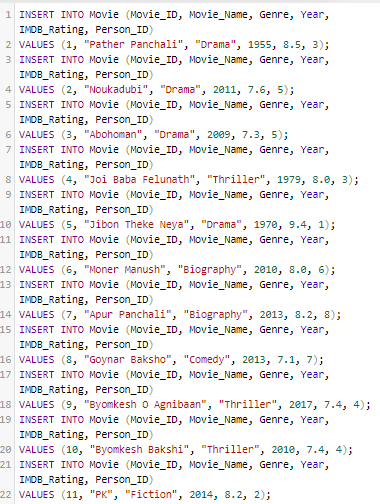 1 INSERT INTO Movie (Movie_ID, Movie_Name, Genre, Year,
IMDB_Rating, Person_ID)
2 VALUES (1, "Pather Panchali", "Drama", 1955, 8.5, 3);
3 INSERT INTO Movie (Movie_ID, Movie_Name, Genre, Year,
IMDB_Rating, Person_ID)
4 VALUES (2, "Noukadubi", "Drama", 2011, 7.6, 5);
5 INSERT INTO Movie (Movie_ID, Movie_Name, Genre, Year,
IMDB_Rating, Person_ID)
6 VALUES (3, "Abohoman", "Drama", 2009, 7.3, 5);
7 INSERT INTO Movie (Movie_ID, Movie_Name, Genre, Year,
IMDB_Rating, Person_ID)
8 VALUES (4, "Joi Baba Felunath", "Thriller", 1979, 8.0, 3);
9 INSERT INTO Movie (Movie_ID, Movie_Name, Genre, Year,
IMDB_Rating, Person_ID)
10 VALUES (5, "Jibon Theke Neya", "Drama", 1970, 9.4, 1);
11 INSERT INTO Movie (Movie_ID, Movie_Name, Genre, Year,
IMDB_Rating, Person_ID)
12 VALUES (6, "Moner Manush", "Biography", 2010, 8.0, 6);
13 INSERT INTO Movie (Movie_ID, Movie_Name, Genre, Year,
IMDB_Rating, Person_ID)
14 VALUES (7, "Apur Panchali", "Biography", 2013, 8.2, 8);
15 INSERT INTO Movie (Movie_ID, Movie_Name, Genre, Year,
IMDB_Rating, Person_ID)
16 VALUES (8, "Goynar Baksho", "Comedy", 2013, 7.1, 7);
17 INSERT INTO Movie (Movie_ID, Movie_Name, Genre, Year,
IMDB_Rating, Person_ID)
18 VALUES (9, "Byomkesh O Agnibaan", "Thriller", 2017, 7.4, 4);
19 INSERT INTO Movie (Movie_ID, Movie_Name, Genre, Year,
IMDB_Rating, Person_ID)
20 VALUES (10, "Byomkesh Bakshi", "Thriller", 2010, 7.4, 4);
21 INSERT INTO Movie (Movie_ID, Movie_Name, Genre, Year,
IMDB_Rating, Person_ID)
22 VALUES (11, "PK", "Fiction", 2014, 8.2, 2);